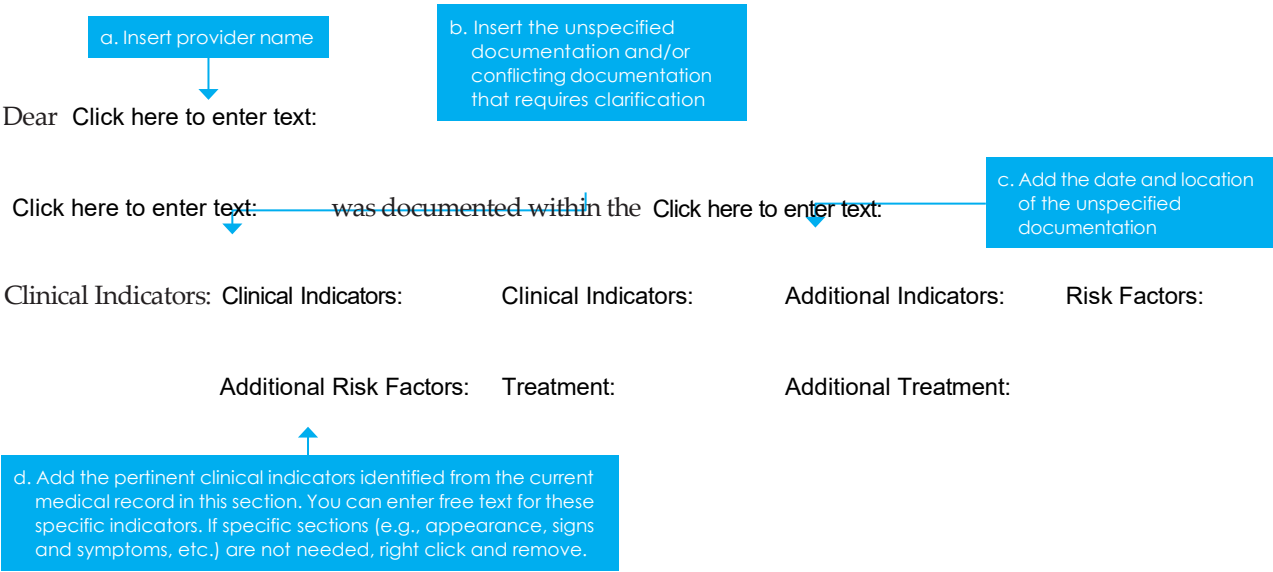 a. Insert provider name
b. Insert the unspecified
documentation and/or
conflicting documentation
that requires clarification
Dear Click here to enter text:
c. Add the date and location
of the unspecified
documentation
Click here to enter text: was documented within the Click here to enter text:
Clinical Indicators: Clinical Indicators: Clinical Indicators: Additional Indicators: Risk Factors:
Additional Risk Factors: Treatment: Additional Treatment:
d. Add the pertinent clinical indicators identified from the current
medical record in this section. You can enter free text for these
specific indicators. If specific sections (e.g., appearance, signs
and symptoms, etc.) are not needed, right click and remove.